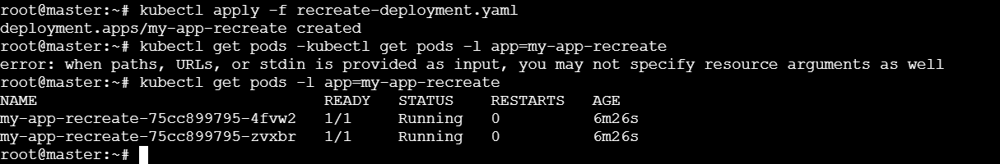 root@master:~# kubectl apply -f recreate-deployment.yaml
deployment.apps/my-app-recreate created
root@master:~# kubectl get pods -kubectl get pods -l app=my-app-recreate
error: when paths, URLs, or stdin is provided as input, you may not specify resource arguments as well
root@master:~# kubectl get pods -l app=my-app-recreate
NAME READY STATUS RESTARTS AGE
my-app-recreate-75cc899795-4fvw2 1/1 Running 0 6m26s
my-app-recreate-75cc899795-zvxbr 1/1 Running 0 6m26s
root@master:~#